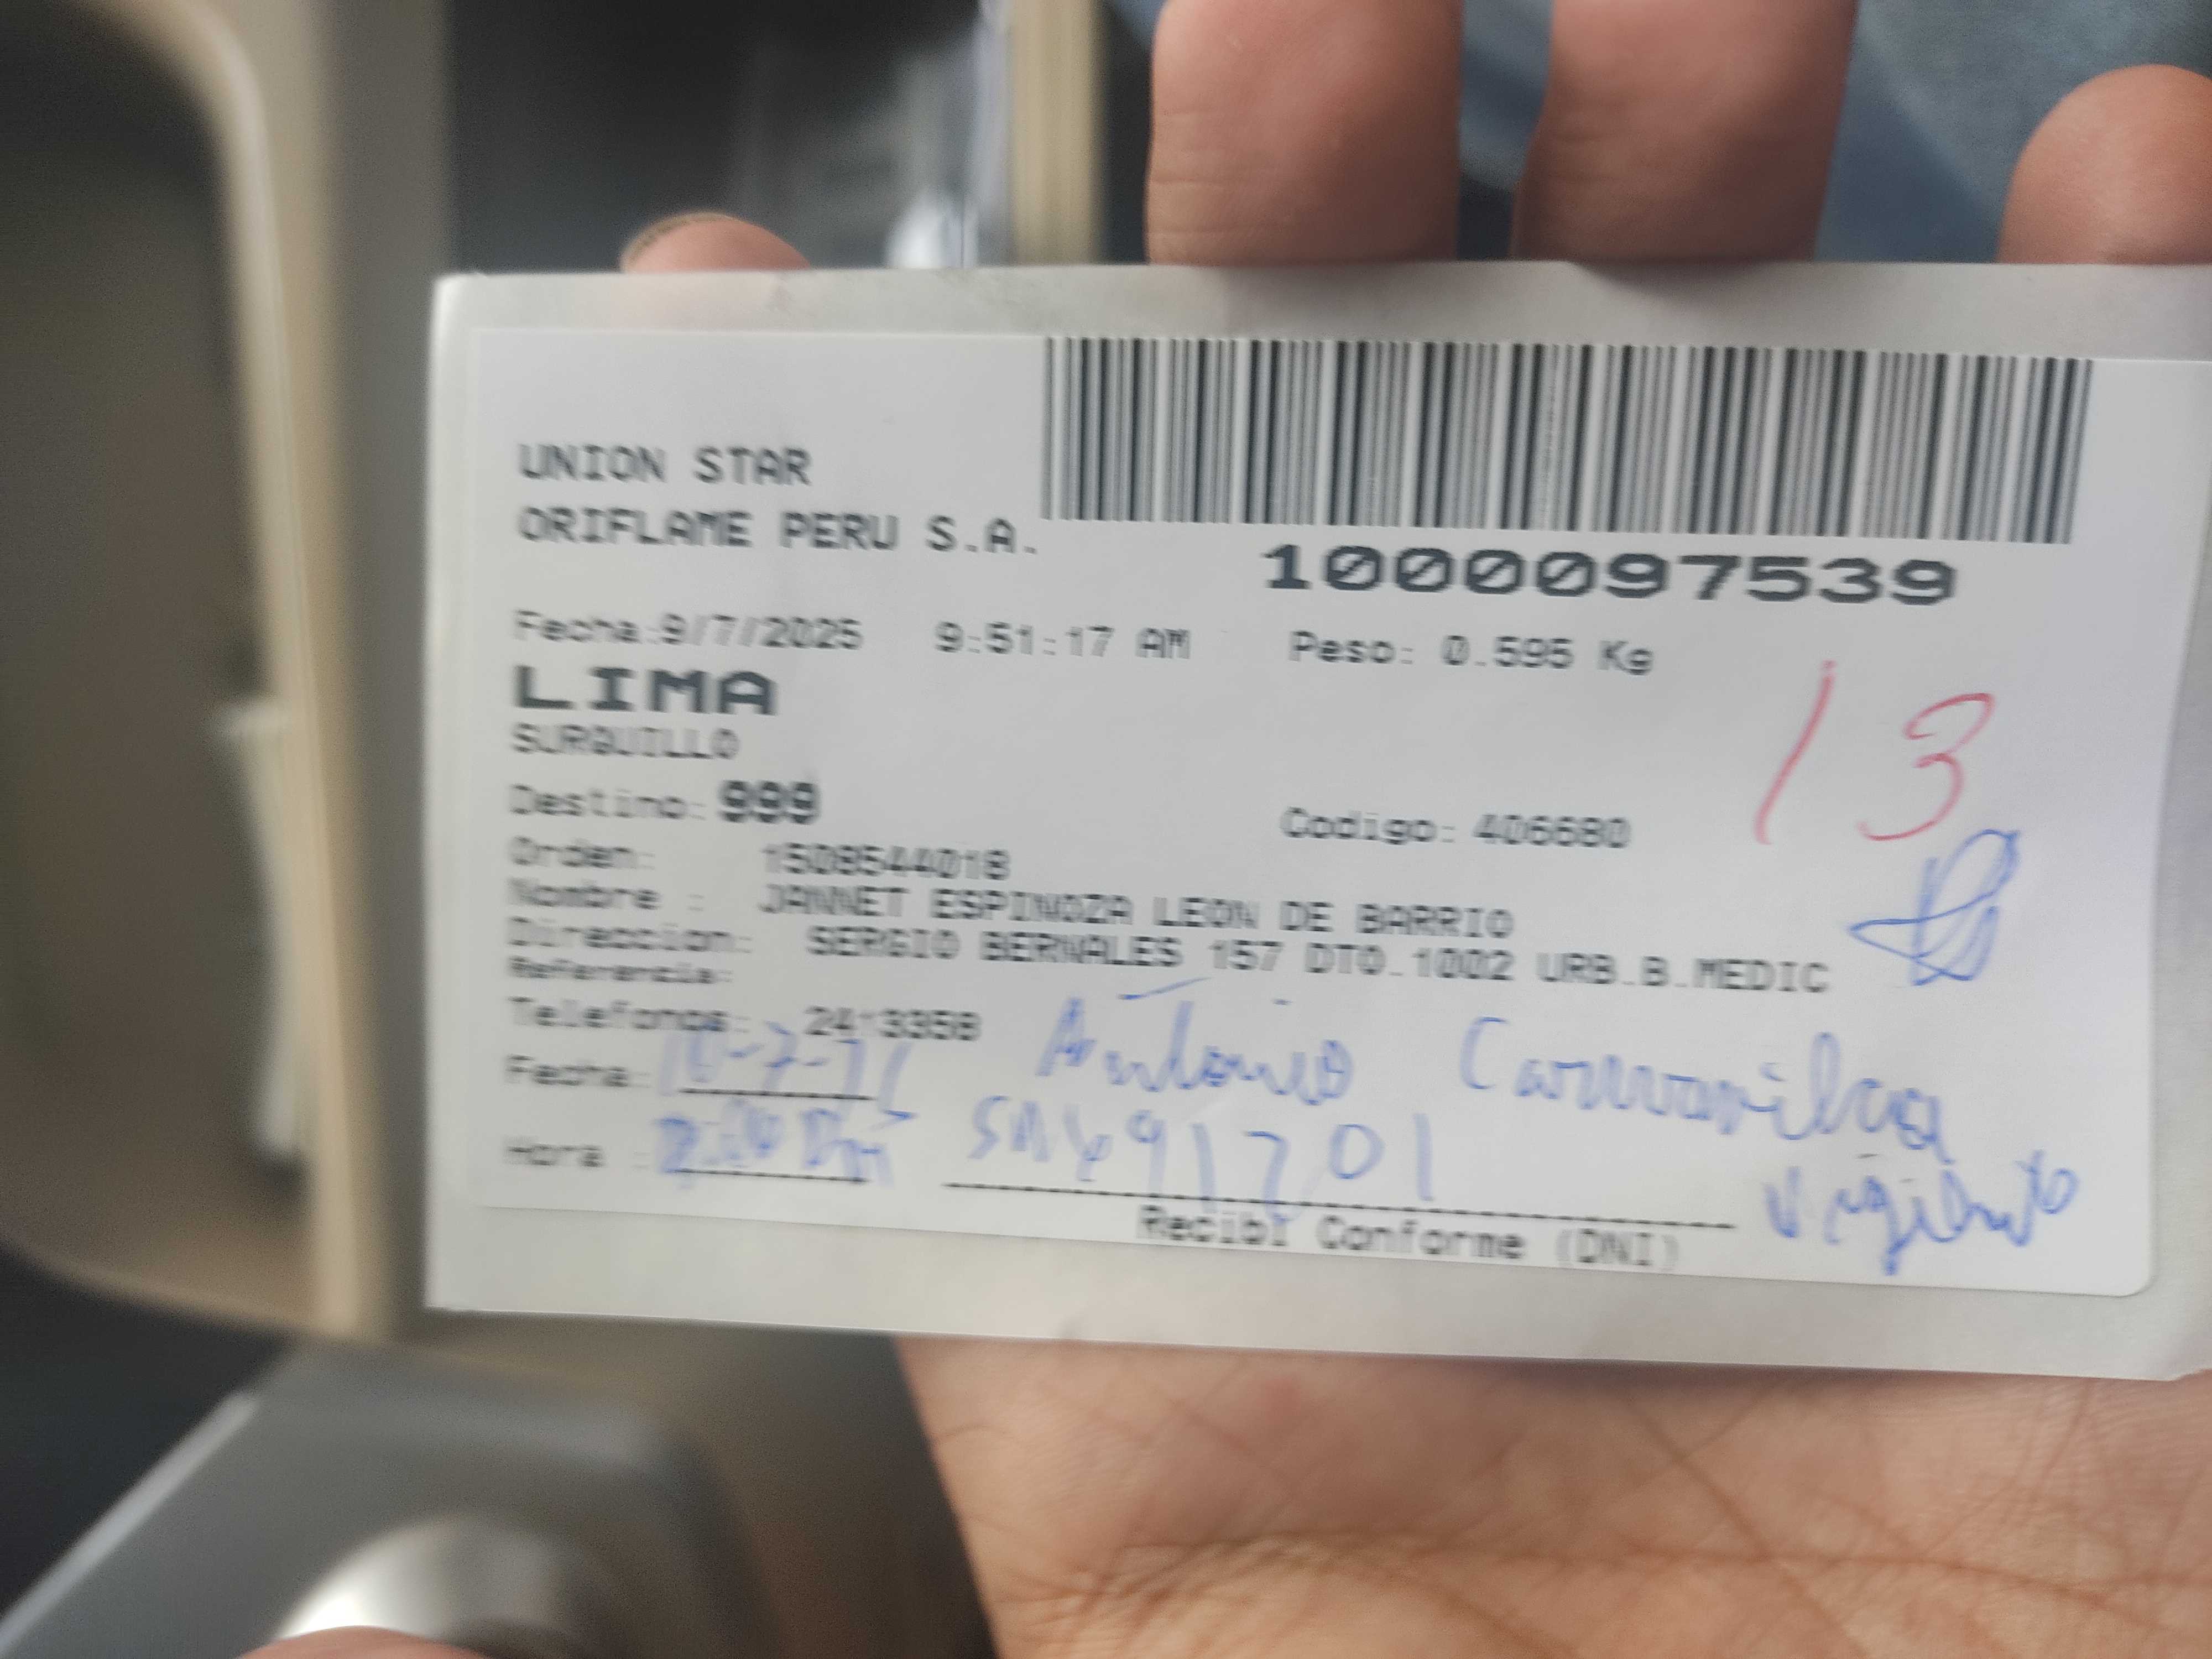 UNION STAR
ORIFLAME PERU S.A.
1000097539
Fecha:9/7/2025 9:51:17 AM Peso: 0.595 Kg
LIMA
SURQUILLO
13
Destino: 999 Codigo: 406680
Orden: 1508544018
Nombre : JANNET ESPINOZA LEON DE BARRIO
Direccion: SERGIO BERNALES 157 DTO.1002 URB.B.MEDIC
Referencia:
Telefonos: 2413358
Antonio
Fecha:
Hora :
Recibi Conforme (DNI)